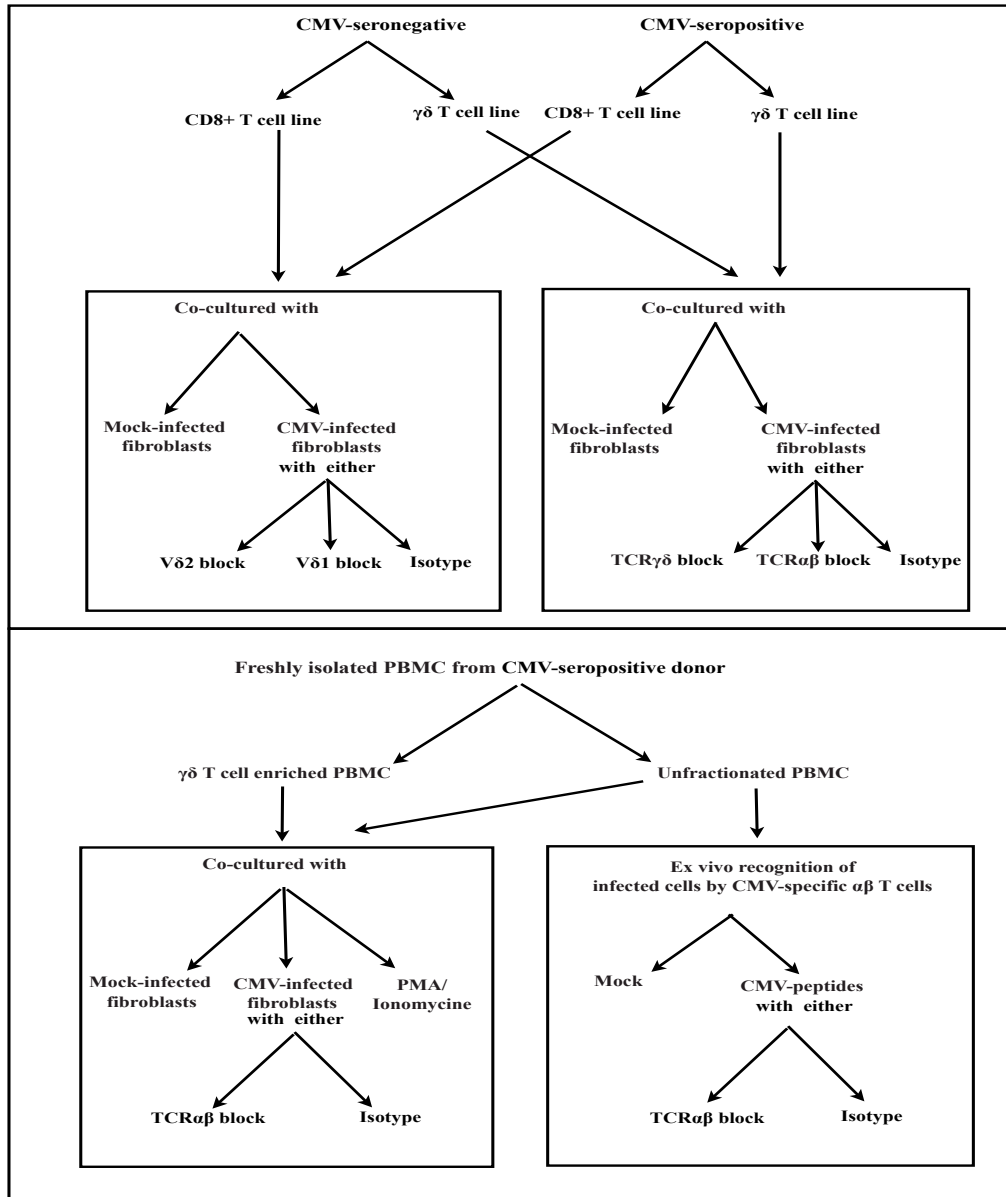 CMV-seronegative
CMV-seropositive
CD8+ T cell line
γδ T cell line
CD8+ T cell line
γδ T cell line
Co-cultured with
Mock-infected
fibroblasts
CMV-infected
fibroblasts
with either
Vδ2 block
Vδ1 block
Isotype
Co-cultured with
Mock-infected
fibroblasts
CMV-infected
fibroblasts
with either
TCRγδ block
TCRαβ block
Isotype
Freshly isolated PBMC from CMV-seropositive donor
γδ T cell enriched PBMC
Unfractionated PBMC
Co-cultured with
Mock-infected
fibroblasts
CMV-infected
fibroblasts
with either
PMA/
Ionomycine
TCRαβ block
Isotype
Ex vivo recognition of
infected cells by CMV-specific αβ T cells
Mock
CMV-peptides
with either
TCRαβ block
Isotype